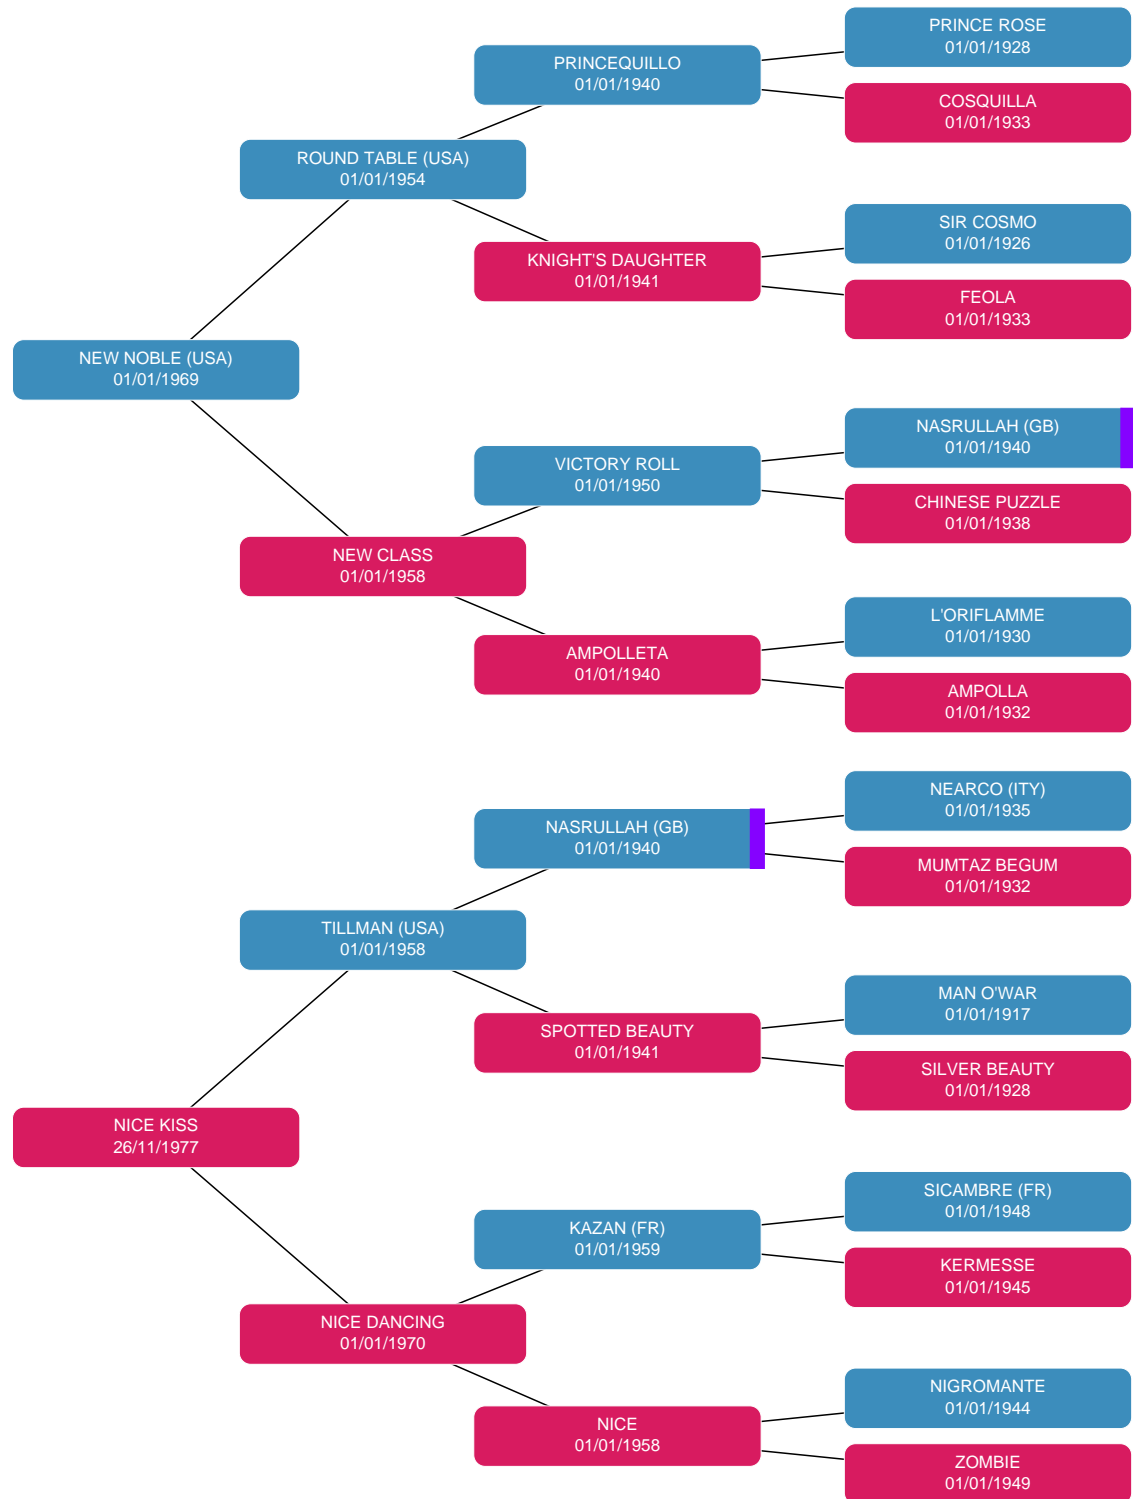 PRINCE ROSE
01/01/1928
PRINCEQUILLO
01/01/1940
COSQUILLA
01/01/1933
ROUND TABLE (USA)
01/01/1954
SIR COSMO
01/01/1926
KNIGHT'S DAUGHTER
01/01/1941
FEOLA
01/01/1933
NEW NOBLE (USA)
01/01/1969
NASRULLAH (GB)
01/01/1940
VICTORY ROLL
01/01/1950
CHINESE PUZZLE
01/01/1938
NEW CLASS
01/01/1958
L'ORIFLAMME
01/01/1930
AMPOLLETA
01/01/1940
AMPOLLA
01/01/1932
NEARCO (ITY)
01/01/1935
NASRULLAH (GB)
01/01/1940
MUMTAZ BEGUM
01/01/1932
TILLMAN (USA)
01/01/1958
MAN O'WAR
01/01/1917
SPOTTED BEAUTY
01/01/1941
SILVER BEAUTY
01/01/1928
NICE KISS
26/11/1977
SICAMBRE (FR)
01/01/1948
KAZAN (FR)
01/01/1959
KERMESSE
01/01/1945
NICE DANCING
01/01/1970
NIGROMANTE
01/01/1944
NICE
01/01/1958
ZOMBIE
01/01/1949